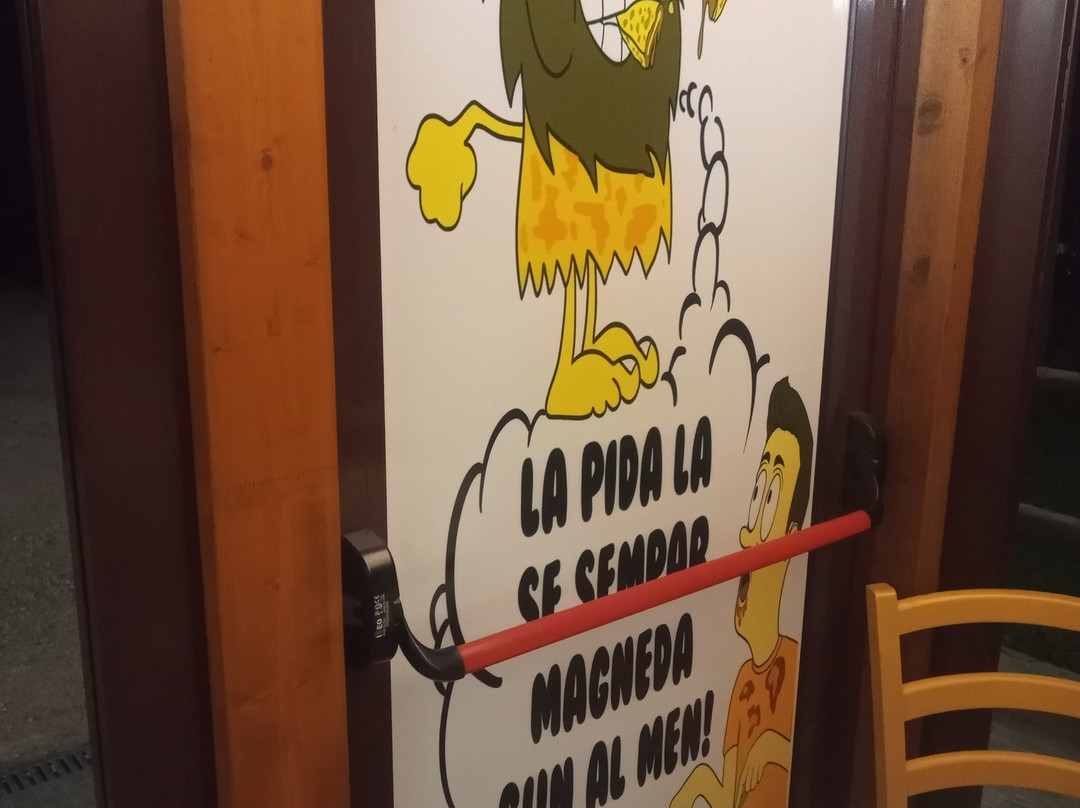 LA PIDA LA
SE SEMPAR
MAGNEDA
CUN AL MEN!